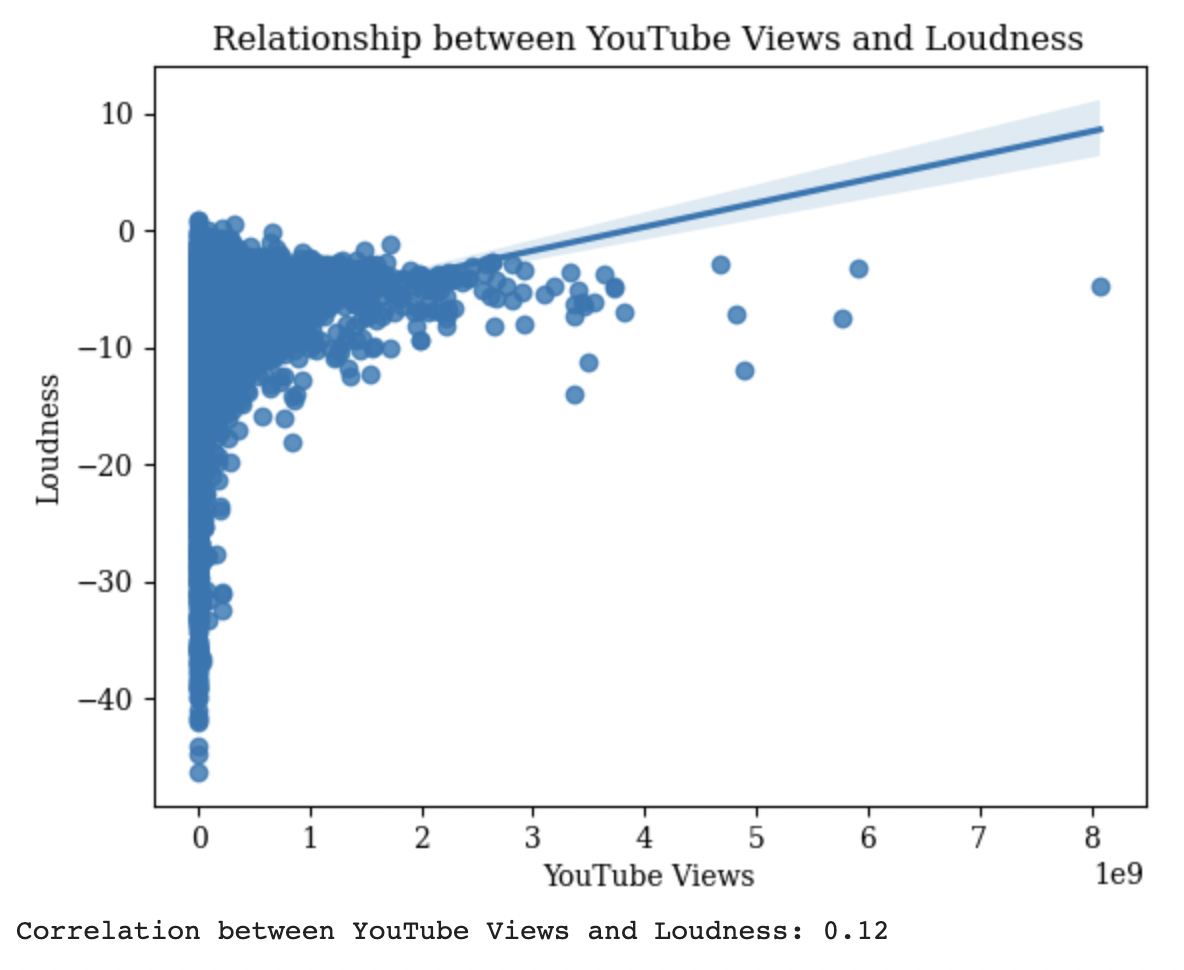 Relationship between YouTube Views and Loudness
10
0
−10
−20
−30
−40
Loudness
0 1 2 3 4 5 6 7 8
1e9
YouTube Views
Correlation between YouTube Views and Loudness: 0.12